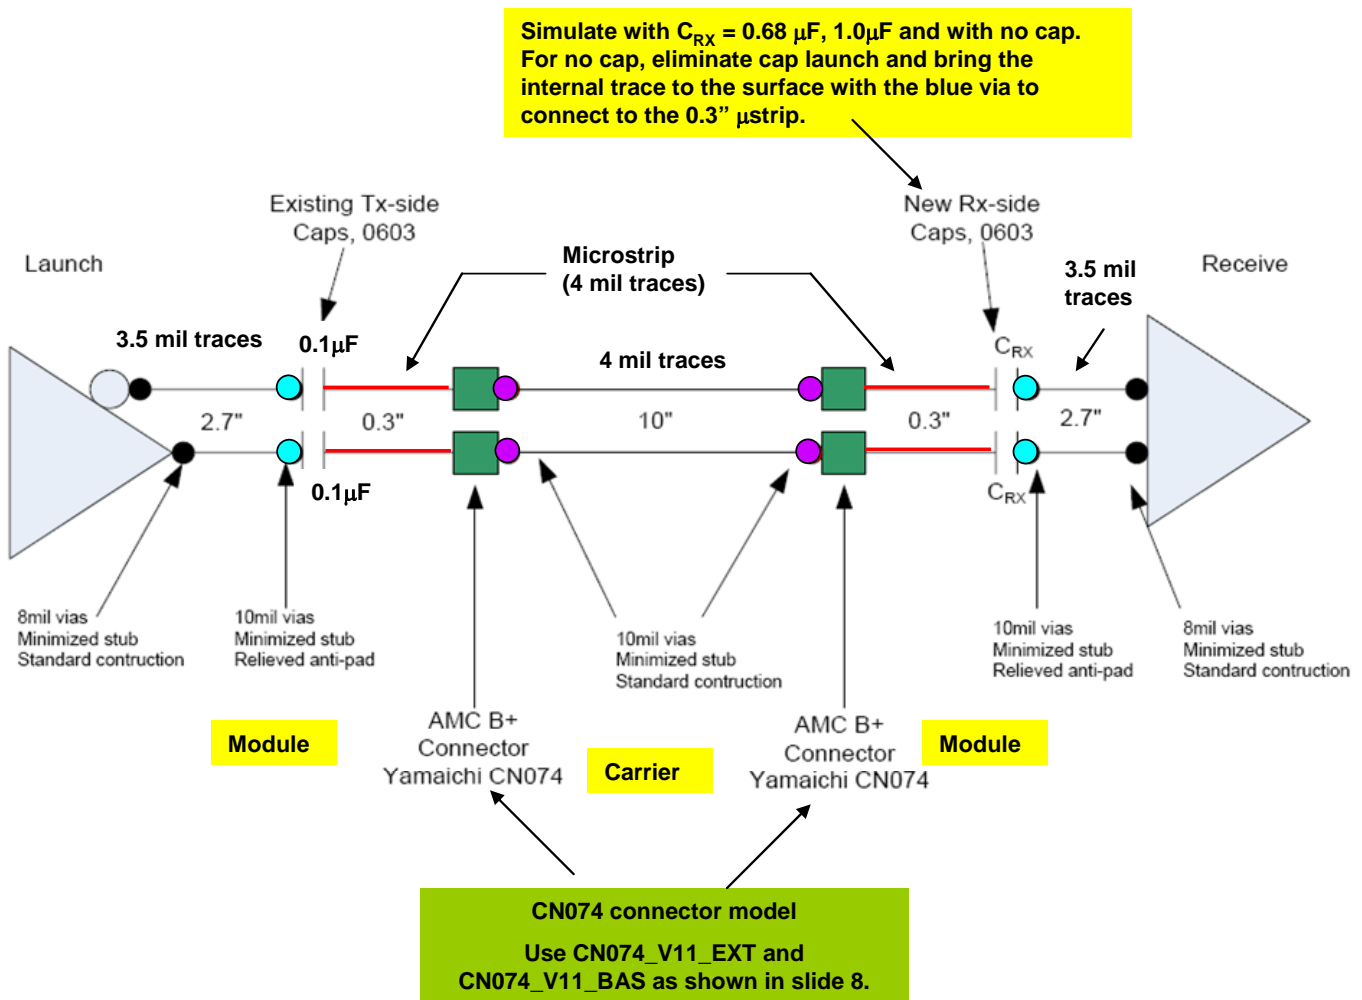 Simulate with CRX = 0.68 μF, 1.0μF and with no cap.
For no cap, eliminate cap launch and bring the
internal trace to the surface with the blue via to
connect to the 0.3” μstrip.
Existing Tx-side
Caps, 0603
New Rx-side
Caps, 0603
Launch
Microstrip
(4 mil traces)
3.5 mil
traces
Receive
3.5 mil traces
0.1μF
4 mil traces
CRX
2.7"
0.3"
10"
0.3"
2.7"
0.1μF
CRX
8mil vias
Minimized stub
Standard contruction
10mil vias
Minimized stub
Relieved anti-pad
10mil vias
Minimized stub
Standard contruction
10mil vias
Minimized stub
Relieved anti-pad
8mil vias
Minimized stub
Standard contruction
Module
AMC B+
Connector
Yamaichi CN074
Carrier
AMC B+
Connector
Yamaichi CN074
Module
CN074 connector model
Use CN074_V11_EXT and
CN074_V11_BAS as shown in slide 8.